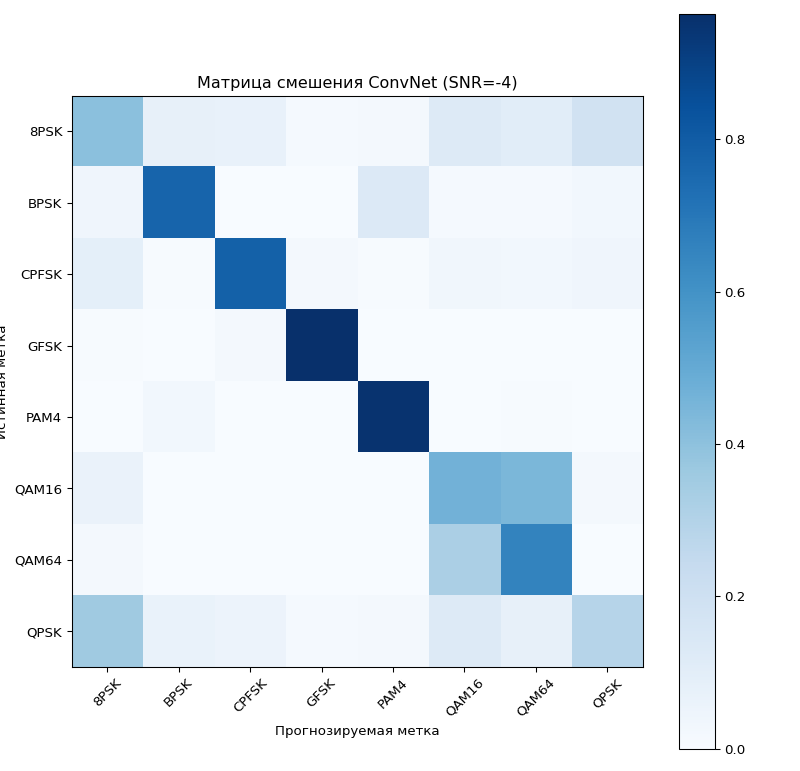 Матрица смешения ConvNet (SNR=-4)
8PSK
BPSK
CPFSK
GFSK
PAM4
QAM16
QAM64
QPSK
Истинная метка
8PSK BPSK CPFSK GFSK PAM4 QAM16 QAM64 QPSK
Прогнозируемая метка
0.8
0.6
0.4
0.2
0.0